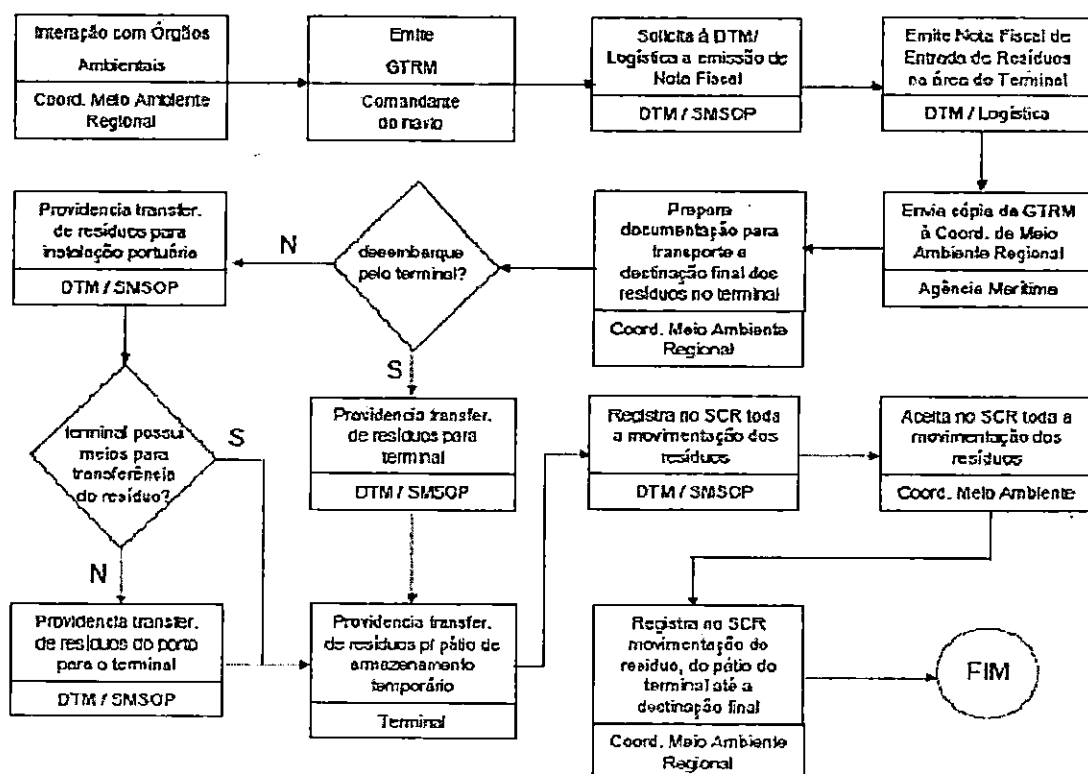 Interação com Órgãos
Ambientais
Coord. Meio Ambiente
Regional
Emite
GTRM
Comandante
do navio
Solicita à DTM/
Logística a emissão de
Nota Fiscal
DTM / SMSOP
Emite Nota Fiscal de
Entrada de Resíduos
na área do Terminal
DTM / Logística
Providencia transfer.
de resíduos para
instalação portuária
DTM / SMSOP
N
desembarque
pelo terminal?
S
Prepara
documentação para
transporte e
destinação final dos
resíduos no terminal
Coord. Meio Ambiente
Regional
Envia cópia da GTRM
à Coord. de Meio
Ambiente Regional
Agência Marítima
terminal possui
meios para
transferência
do resíduo?
S
N
Providencia transfer.
de resíduos para
terminal
DTM / SMSOP
Registra no SCR toda
a movimentação dos
resíduos
DTM / SMSOP
Aceita no SCR toda a
movimentação dos
resíduos
Coord. Meio Ambiente
Providencia transfer.
de resíduos do porto
para o terminal
DTM / SMSOP
Providencia transfer.
de resíduos p/ pátio de
armazenamento
temporário
Terminal
Registra no SCR
movimentação do
resíduo, do pátio do
terminal até a
destinação final
Coord. Meio Ambiente
Regional
FIM